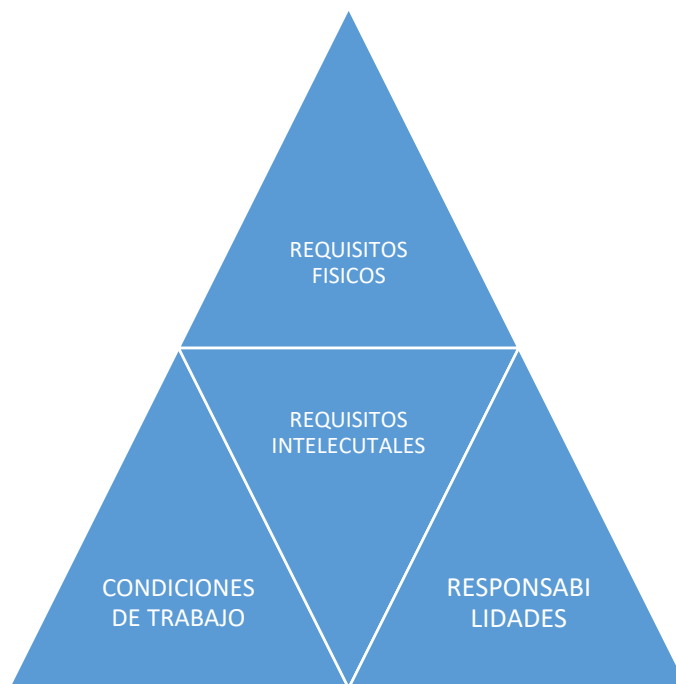 REQUISITOS
FISICOS
REQUISITOS
INTELECUTALES
CONDICIONES
DE TRABAJO
RESPONSABI
LIDADES